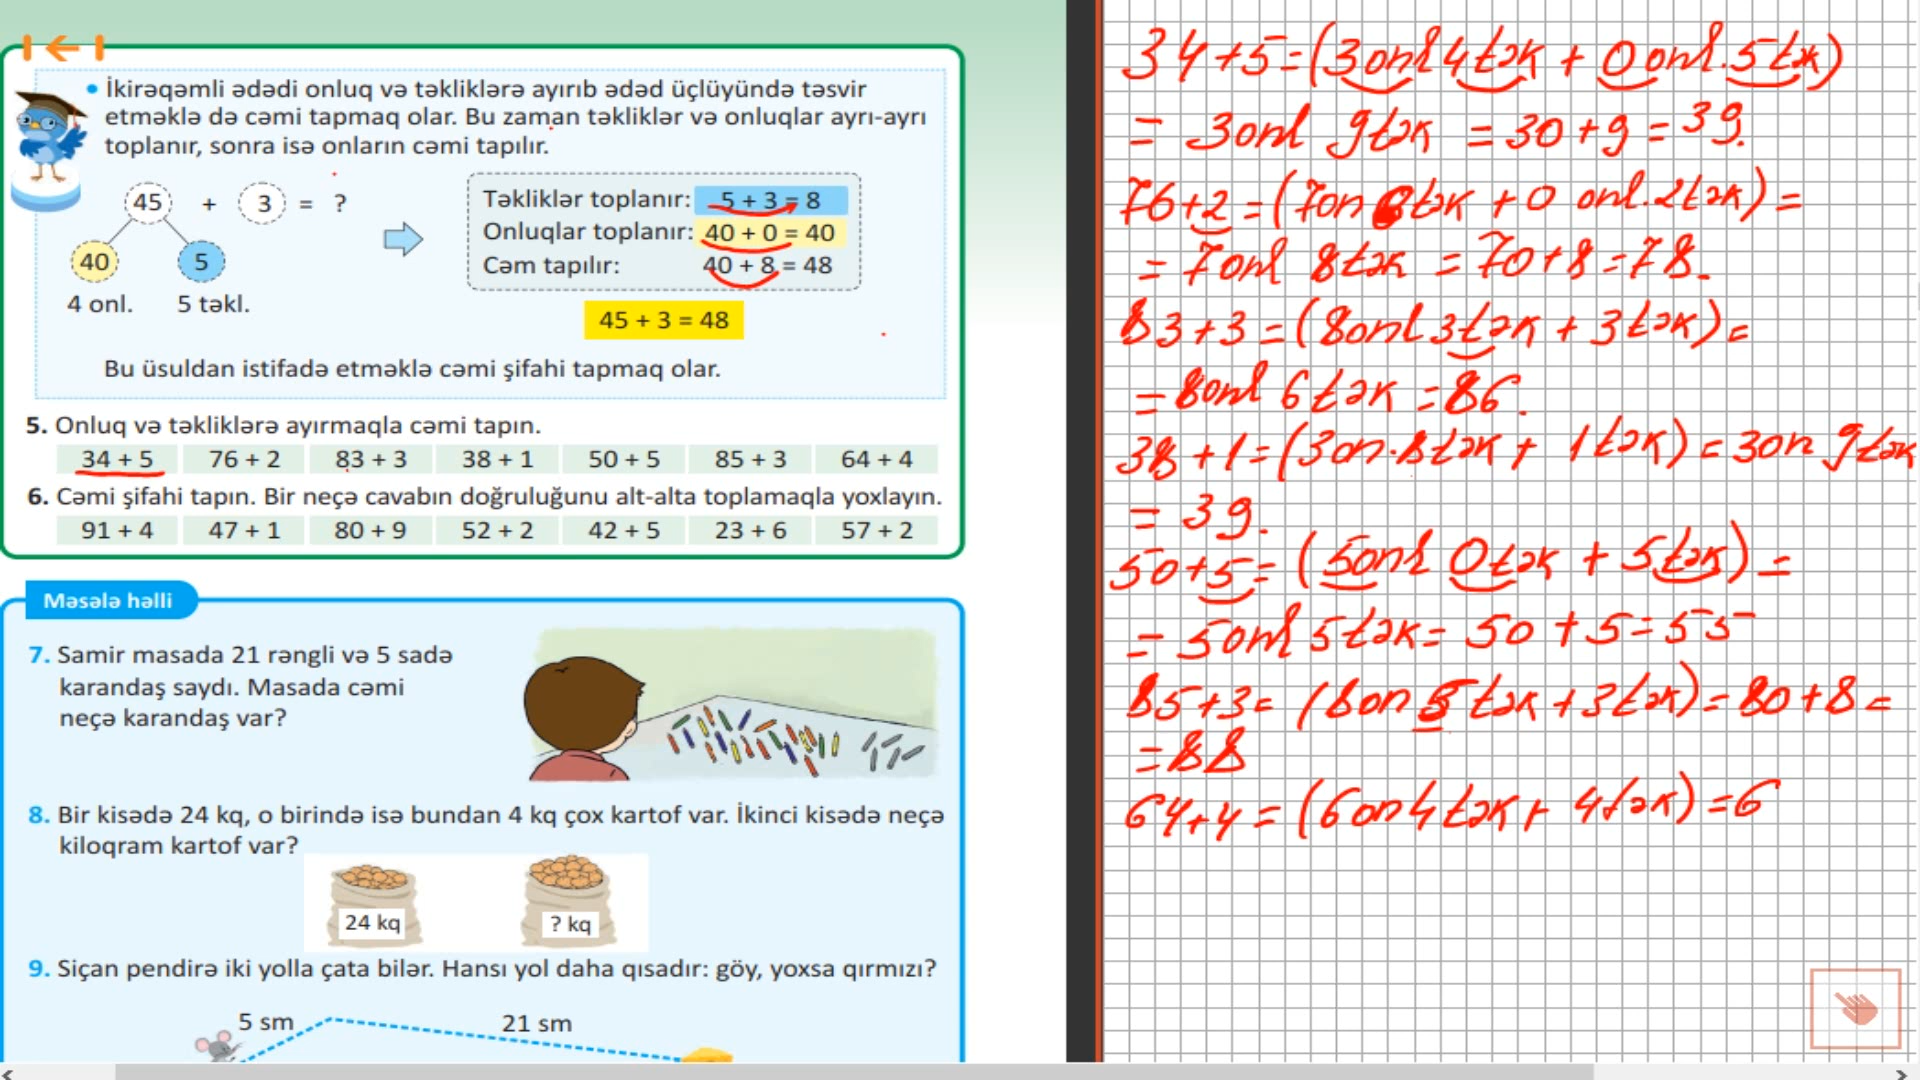 • İkirəqəmli ədədi onluq və təkliklərə ayırıb ədəd üçlüyündə təsvir
etməklə də cəmi tapmaq olar. Bu zaman təkliklər və onluqlar ayrı-ayrı
toplanır, sonra isə onların cəmi tapılır.
45 + 3 = ?
40 5
4 onl. 5 təkl.
Təkliklər toplanır: 5 + 3 = 8
Onluqlar toplanır: 40 + 0 = 40
Cəm tapılır: 40 + 8 = 48
45 + 3 = 48
Bu üsuldan istifadə etməklə cəmi şifahi tapmaq olar.
5. Onluq və təkliklərə ayırmaqla cəmi tapın.
34 + 5 76 + 2 83 + 3 38 + 1 50 + 5 85 + 3 64 + 4
6. Cəmi şifahi tapın. Bir neçə cavabın doğruluğunu alt-alta toplamaqla yoxlayın.
91 + 4 47 + 1 80 + 9 52 + 2 42 + 5 23 + 6 57 + 2
Məsələ həlli
7. Samir masada 21 rəngli və 5 sadə
karandaş saydı. Masada cəmi
neçə karandaş var?
8. Bir kisədə 24 kq, o birində isə bundan 4 kq çox kartof var. İkinci kisədə neçə
kiloqram kartof var?
24 kq ? kq
9. Siçan pendirə iki yolla çata bilər. Hansı yol daha qısadır: göy, yoxsa qırmızı?
5 sm 21 sm
34+5=(3onl 4tək + 0 onl. 5 tək)
= 3onl 9tək = 30+9 = 39.
76+2=(7on 6tək + 0 onl. 2tək)=
= 7onl 8tək = 70+8=78.
83+3=(8onl 3tək + 3tək)=
=8onl 6tək =86.
38+1=(3on. 8tək + 1tək)=3on 9tək
= 39.
50+5= (5onl 0tək + 5tək)=
= 5onl 5tək= 50 +5=55
85+3= (8on 5 tək+3tək)=80+8=
=88
64+4=(6on 4tək+ 4tək)=6